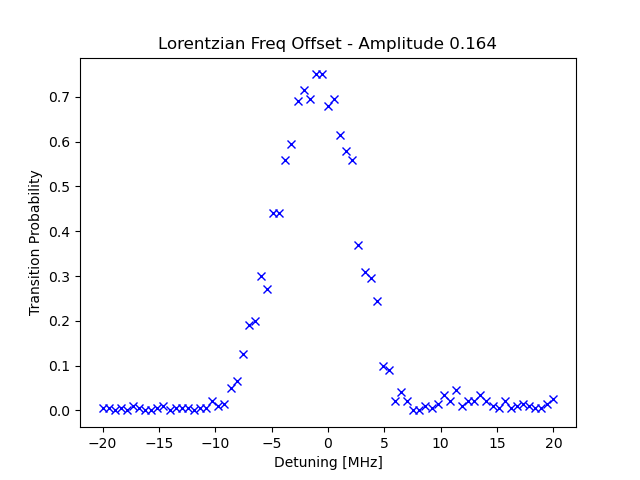 Lorentzian Freq Offset - Amplitude 0.164
Transition Probability
0.7
0.6
0.5
0.4
0.3
0.2
0.1
0.0
−20 −15 −10 −5 0 5 10 15 20
Detuning [MHz]